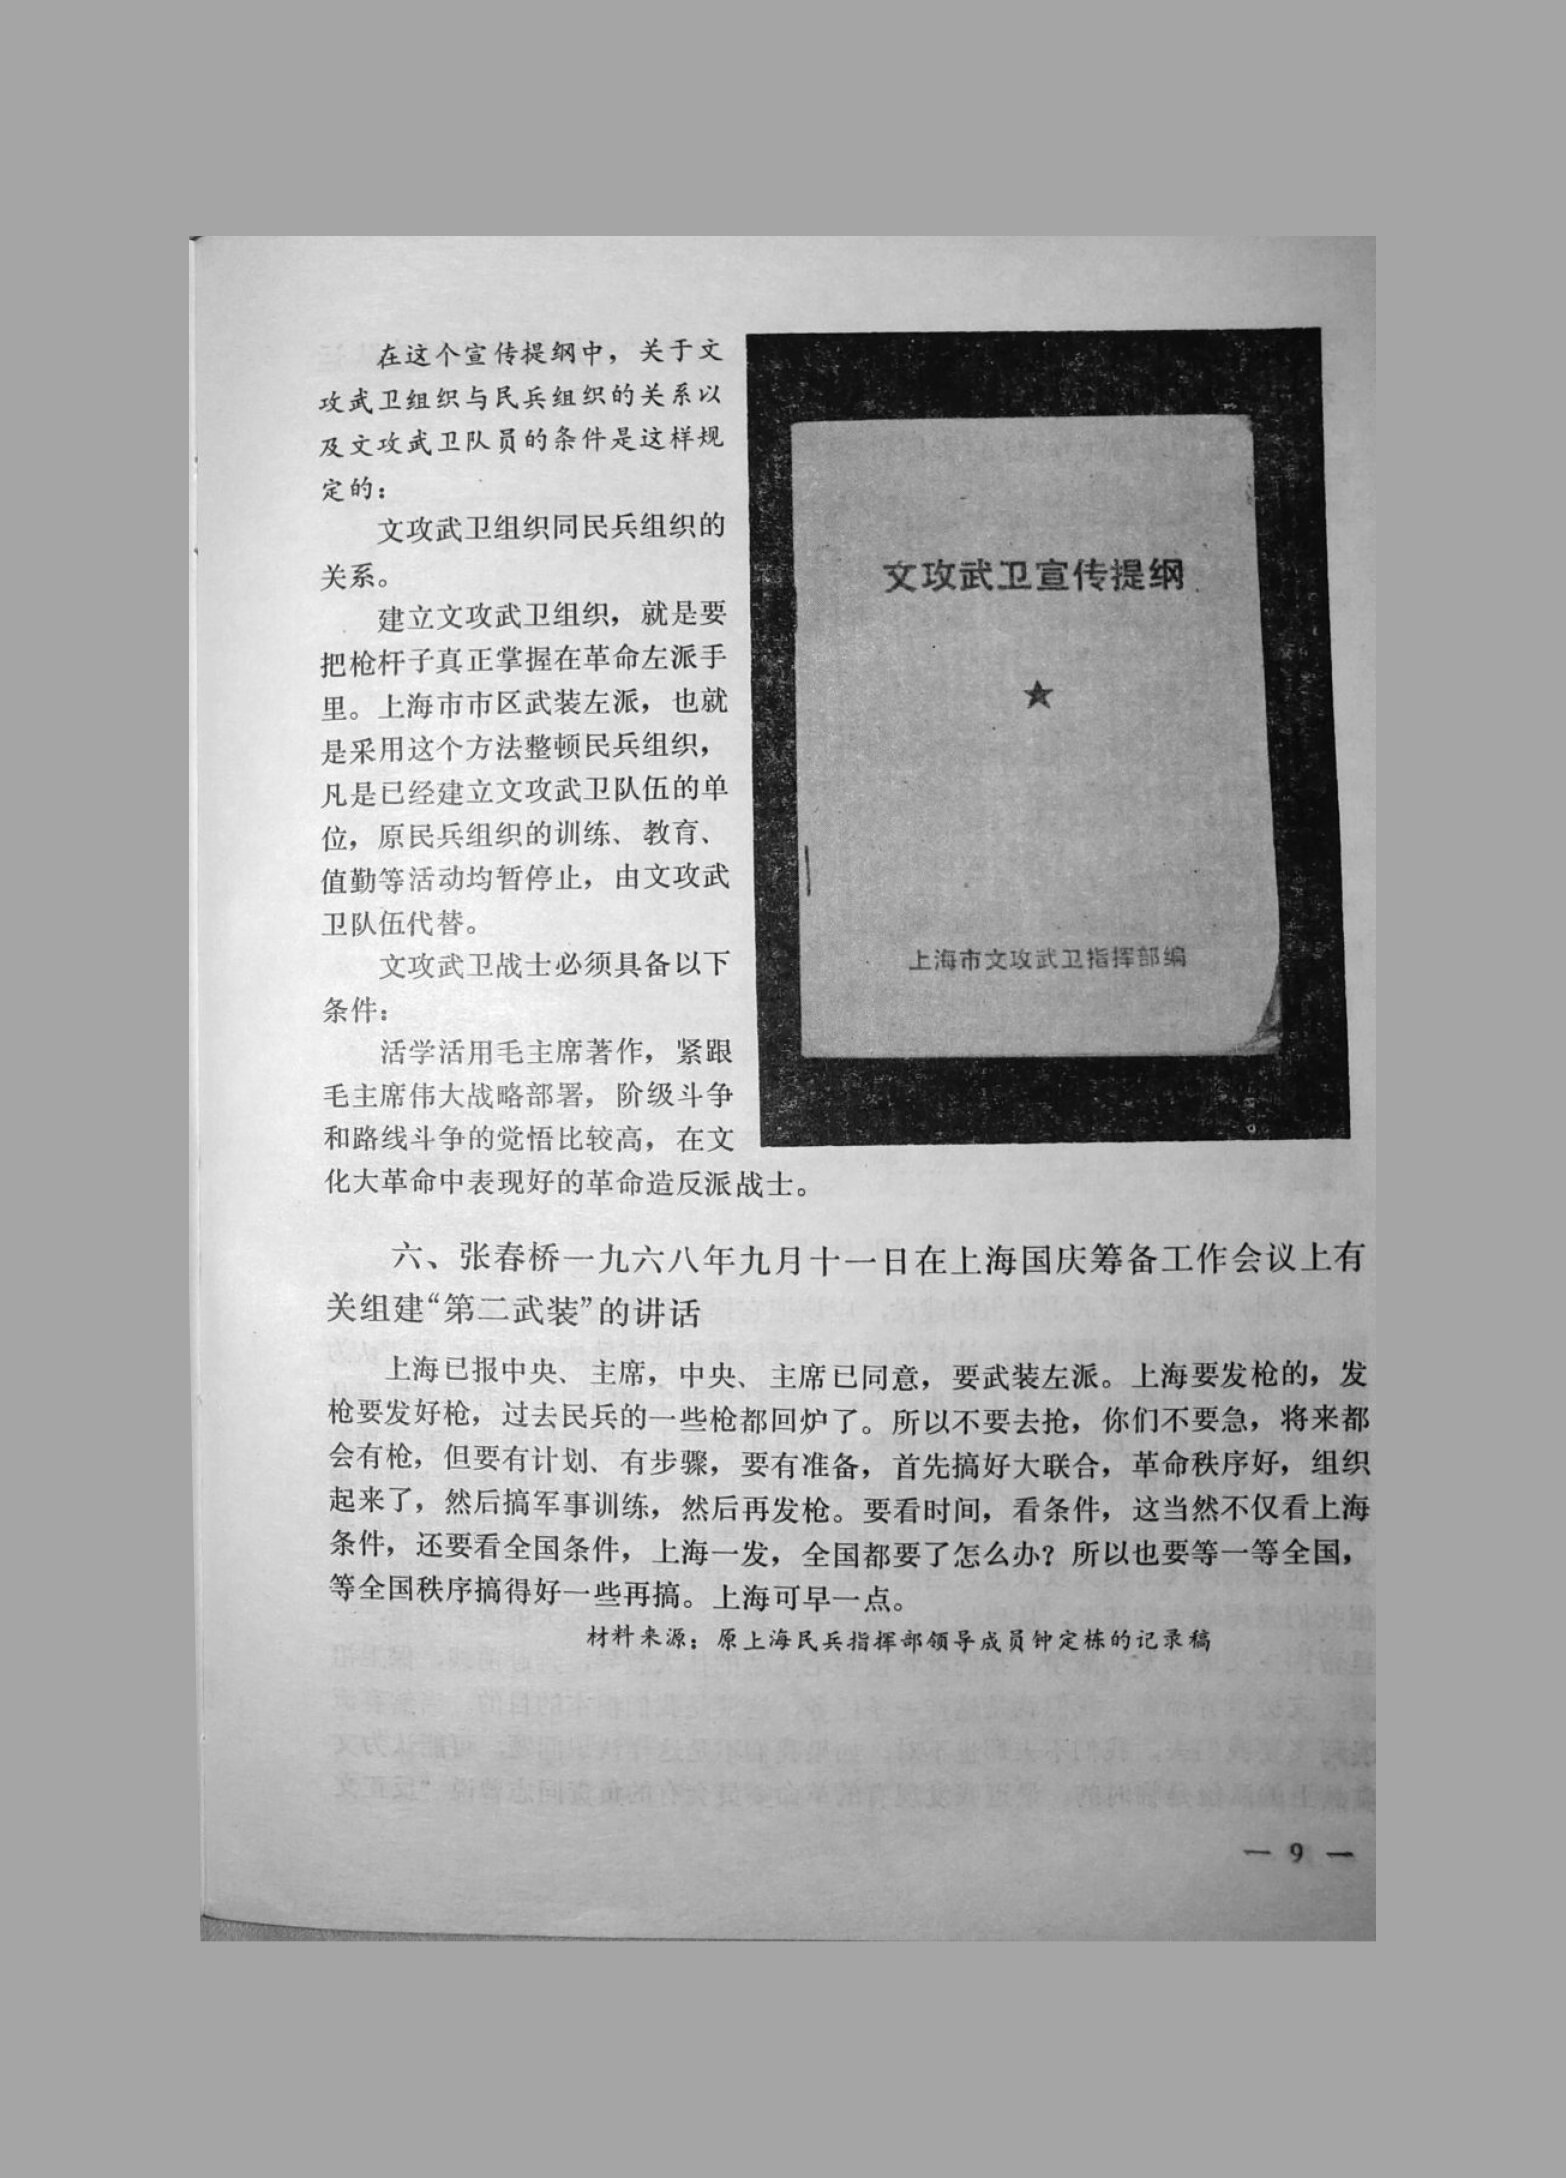 在这个宣传提纲中，关于文
攻武卫组织与民兵组织的关系以
及文攻武卫队员的条件是这样规
定的：
文攻武卫组织同民兵组织的
关系。
建立文攻武卫组织，就是要
把枪杆子真正掌握在革命左派手
里。上海市市区武装左派，也就
是采用这个方法整顿民兵组织，
凡是已经建立文攻武卫队伍的单
位，原民兵组织的训练、教育、
值勤等活动均暂停止，由文攻武
卫队伍代替。
文攻武卫战士必须具备以下
条件：
活学活用毛主席著作，紧跟
毛主席伟大战略部署，阶级斗争
和路线斗争的觉悟比较高，在文
化大革命中表现好的革命造反派战士。
文攻武卫宣传提纲
上海市文攻武卫指挥部编
六、张春桥一九六八年九月十一日在上海国庆筹备工作会议上有
关组建“第二武装”的讲话
上海已报中央、主席，中央、主席已同意，要武装左派。上海要发枪的，发
枪要发好枪，过去民兵的一些枪都回炉了。所以不要去抢，你们不要急，将来都
会有枪，但要有计划、有步骤，要有准备，首先搞好大联合，革命秩序好，组织
起来了，然后搞军事训练，然后再发枪。要看时间，看条件，这当然不仅看上海
条件，还要看全国条件，上海一发，全国都要了怎么办？所以也要等一等全国，
等全国秩序搞得好一些再搞。上海可早一点。
材料来源：原上海民兵指挥部领导成员钟定栋的记录稿
— 9 —